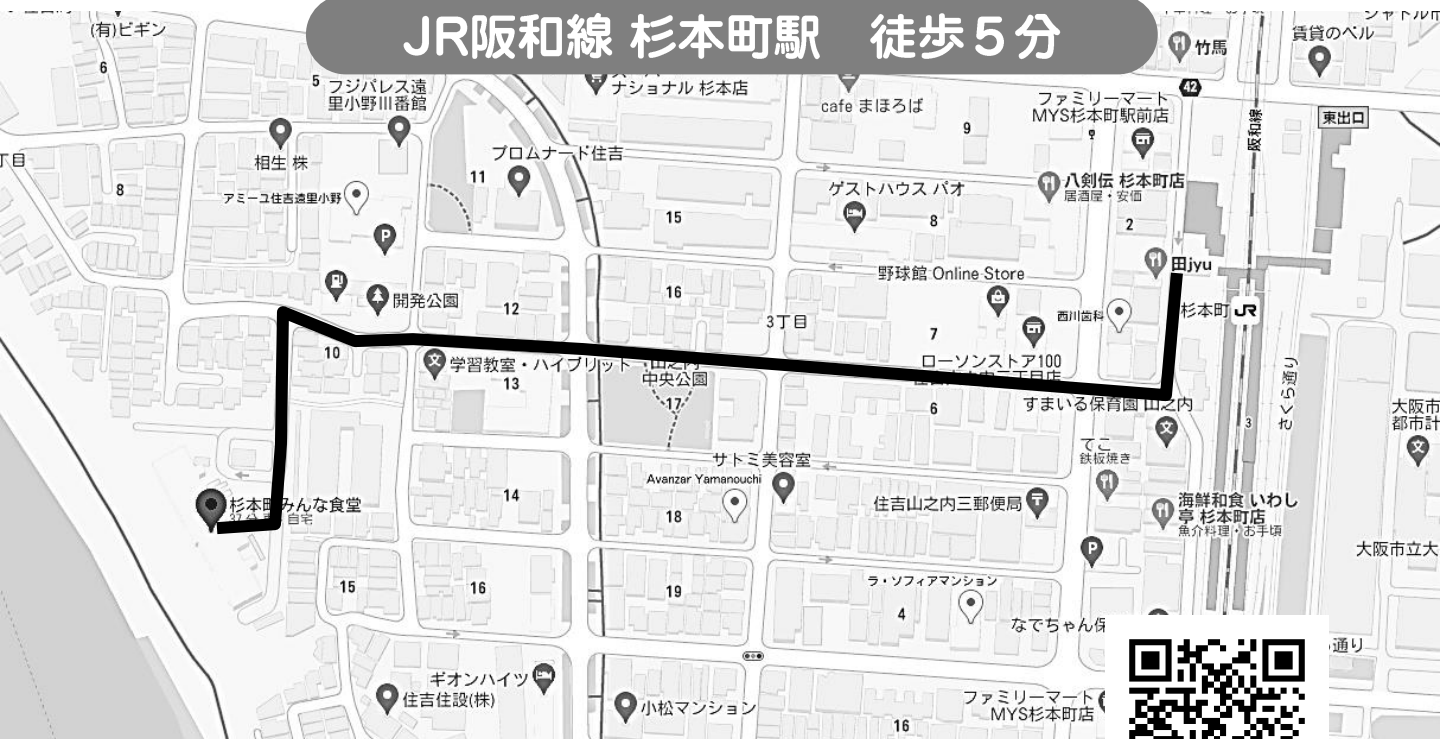 JR阪和線 杉本町駅　徒歩５分
(有)ビギン
竹馬
賃貸のベル
6
5
フジパレス遠
里小野III番館
ナショナル 杉本店
cafe まほろば
9
ファミリーマート
MYS杉本町駅前店
42
阪和線
東出口
相生 株
プロムナード住吉
11
丁目
8
アミーユ住吉遠里小野
15
ゲストハウス パオ
8
八剣伝 杉本町店
居酒屋・安価
2
P
野球館 Online Store
田jyu
開発公園
12
16
3丁目
7
西川歯科
杉本町
JR
10
学習教室・ハイブリット
13
山之内
中央公園
17
ローソンストア100
6
すまいる保育園 山之内
さくら通り
3
大阪市
都市計
サトミ美容室
てこ
鉄板焼き
杉本町みんな食堂
自宅
14
Avanzar Yamanouchi
18
住吉山之内三郵便局
海鮮和食 いわし
亭 杉本町店
魚介料理・お手頃
P
大阪市立大
15
16
19
ラ・ソフィアマンション
4
なでちゃん保
通り
ギオンハイツ
住吉住設(株)
小松マンション
16
ファミリーマート
MYS杉本町店